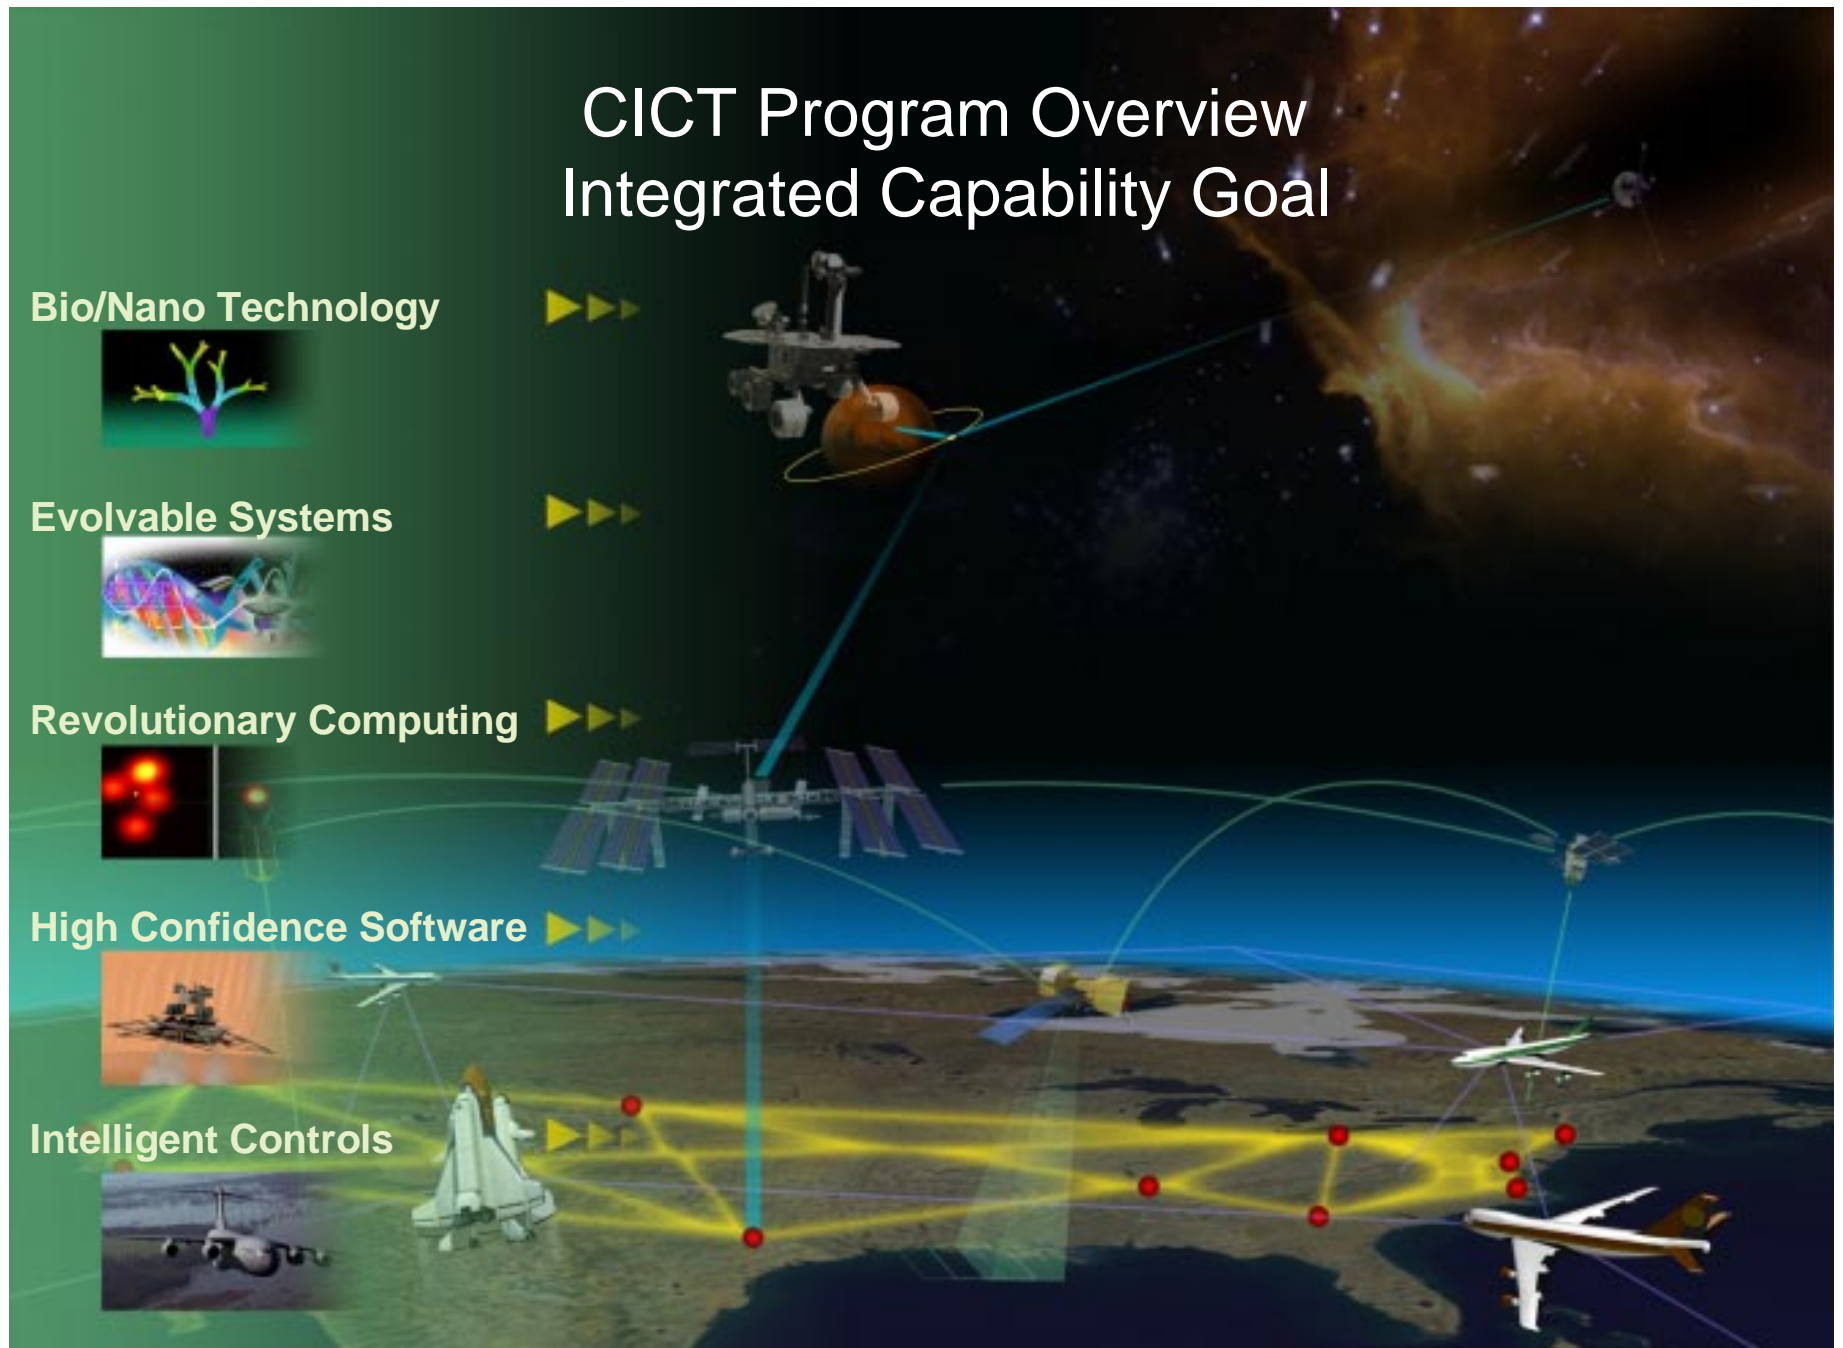 CICT Program Overview
Integrated Capability Goal
Bio/Nano Technology
Evolvable Systems
Revolutionary Computing
High Confidence Software
Intelligent Controls